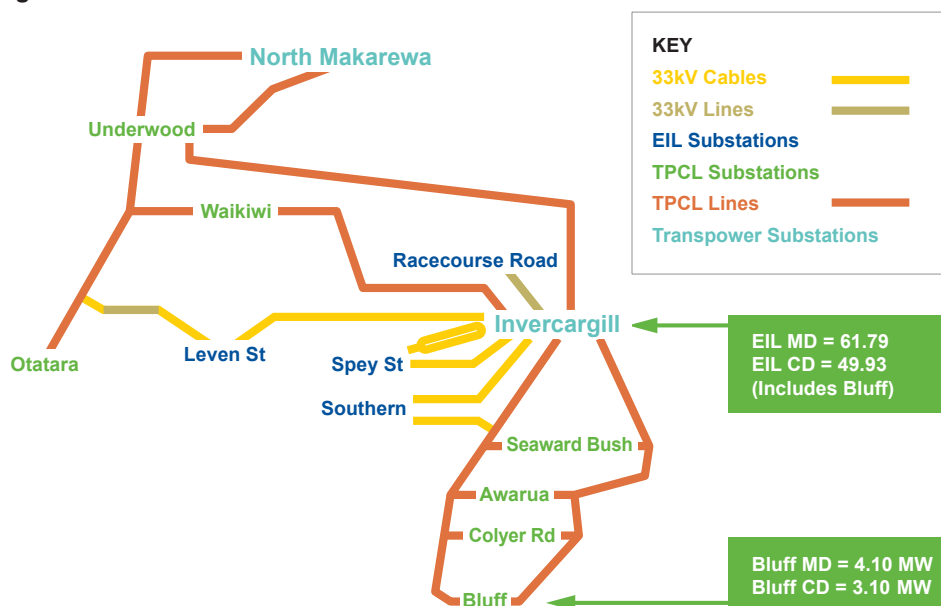 North Makarewa
Underwood
Waikiwi
Racecourse Road
Invercargill
Leven St
Otatara
Spey St
Southern
Seaward Bush
Awarua
Colyer Rd
Bluff
KEY
33kV Cables
33kV Lines
EIL Substations
TPCL Substations
TPCL Lines
Transpower Substations
EIL MD = 61.79
EIL CD = 49.93
(Includes Bluff)
Bluff MD = 4.10 MW
Bluff CD = 3.10 MW